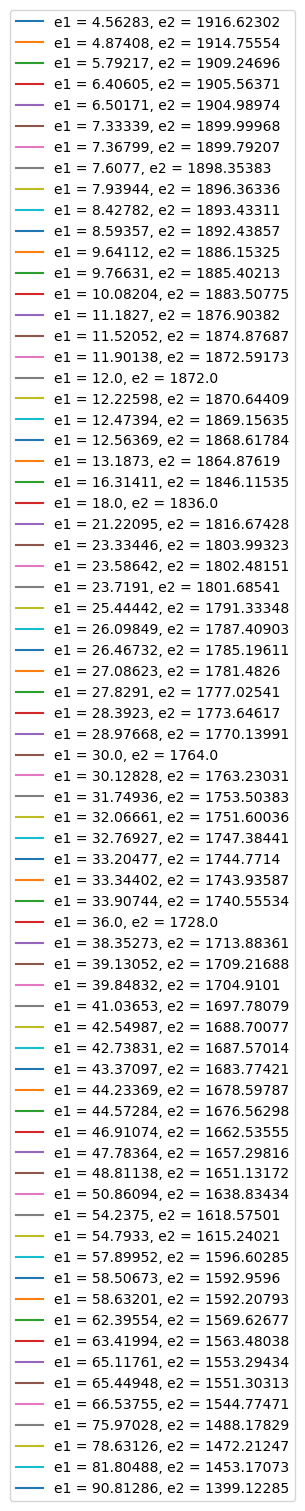 e1 = 4.56283, e2 = 1916.62302
e1 = 4.87408, e2 = 1914.75554
e1 = 5.79217, e2 = 1909.24696
e1 = 6.40605, e2 = 1905.56371
e1 = 6.50171, e2 = 1904.98974
e1 = 7.33339, e2 = 1899.99968
e1 = 7.36799, e2 = 1899.79207
e1 = 7.6077, e2 = 1898.35383
e1 = 7.93944, e2 = 1896.36336
e1 = 8.42782, e2 = 1893.43311
e1 = 8.59357, e2 = 1892.43857
e1 = 9.64112, e2 = 1886.15325
e1 = 9.76631, e2 = 1885.40213
e1 = 10.08204, e2 = 1883.50775
e1 = 11.1827, e2 = 1876.90382
e1 = 11.52052, e2 = 1874.87687
e1 = 11.90138, e2 = 1872.59173
e1 = 12.0, e2 = 1872.0
e1 = 12.22598, e2 = 1870.64409
e1 = 12.47394, e2 = 1869.15635
e1 = 12.56369, e2 = 1868.61784
e1 = 13.1873, e2 = 1864.87619
e1 = 16.31411, e2 = 1846.11535
e1 = 18.0, e2 = 1836.0
e1 = 21.22095, e2 = 1816.67428
e1 = 23.33446, e2 = 1803.99323
e1 = 23.58642, e2 = 1802.48151
e1 = 23.7191, e2 = 1801.68541
e1 = 25.44442, e2 = 1791.33348
e1 = 26.09849, e2 = 1787.40903
e1 = 26.46732, e2 = 1785.19611
e1 = 27.08623, e2 = 1781.4826
e1 = 27.8291, e2 = 1777.02541
e1 = 28.3923, e2 = 1773.64617
e1 = 28.97668, e2 = 1770.13991
e1 = 30.0, e2 = 1764.0
e1 = 30.12828, e2 = 1763.23031
e1 = 31.74936, e2 = 1753.50383
e1 = 32.06661, e2 = 1751.60036
e1 = 32.76927, e2 = 1747.38441
e1 = 33.20477, e2 = 1744.7714
e1 = 33.34402, e2 = 1743.93587
e1 = 33.90744, e2 = 1740.55534
e1 = 36.0, e2 = 1728.0
e1 = 38.35273, e2 = 1713.88361
e1 = 39.13052, e2 = 1709.21688
e1 = 39.84832, e2 = 1704.9101
e1 = 41.03653, e2 = 1697.78079
e1 = 42.54987, e2 = 1688.70077
e1 = 42.73831, e2 = 1687.57014
e1 = 43.37097, e2 = 1683.77421
e1 = 44.23369, e2 = 1678.59787
e1 = 44.57284, e2 = 1676.56298
e1 = 46.91074, e2 = 1662.53555
e1 = 47.78364, e2 = 1657.29816
e1 = 48.81138, e2 = 1651.13172
e1 = 50.86094, e2 = 1638.83434
e1 = 54.2375, e2 = 1618.57501
e1 = 54.7933, e2 = 1615.24021
e1 = 57.89952, e2 = 1596.60285
e1 = 58.50673, e2 = 1592.9596
e1 = 58.63201, e2 = 1592.20793
e1 = 62.39554, e2 = 1569.62677
e1 = 63.41994, e2 = 1563.48038
e1 = 65.11761, e2 = 1553.29434
e1 = 65.44948, e2 = 1551.30313
e1 = 66.53755, e2 = 1544.77471
e1 = 75.97028, e2 = 1488.17829
e1 = 78.63126, e2 = 1472.21247
e1 = 81.80488, e2 = 1453.17073
e1 = 90.81286, e2 = 1399.12285